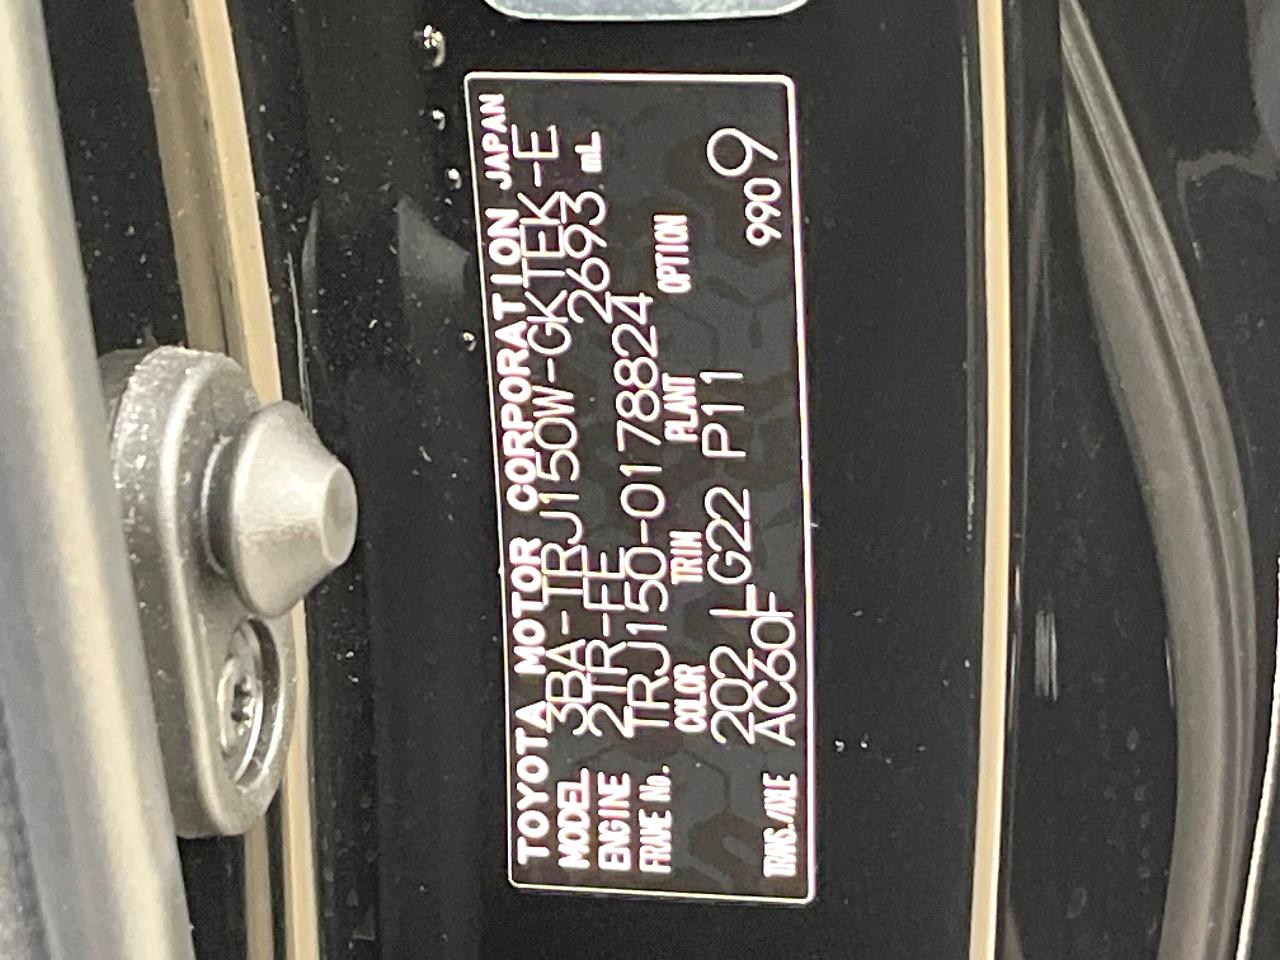 TOYOTA MOTOR CORPORATION JAPAN
MODEL 3BA-TRJ150W-GKTEK-E
ENGINE 2TR-FE 2693 mL
FRAME No. TRJ150-0178824
COLOR TRIM PLANT OPTION
202 LG22 P11
TRANS./AXLE AC60F 9909